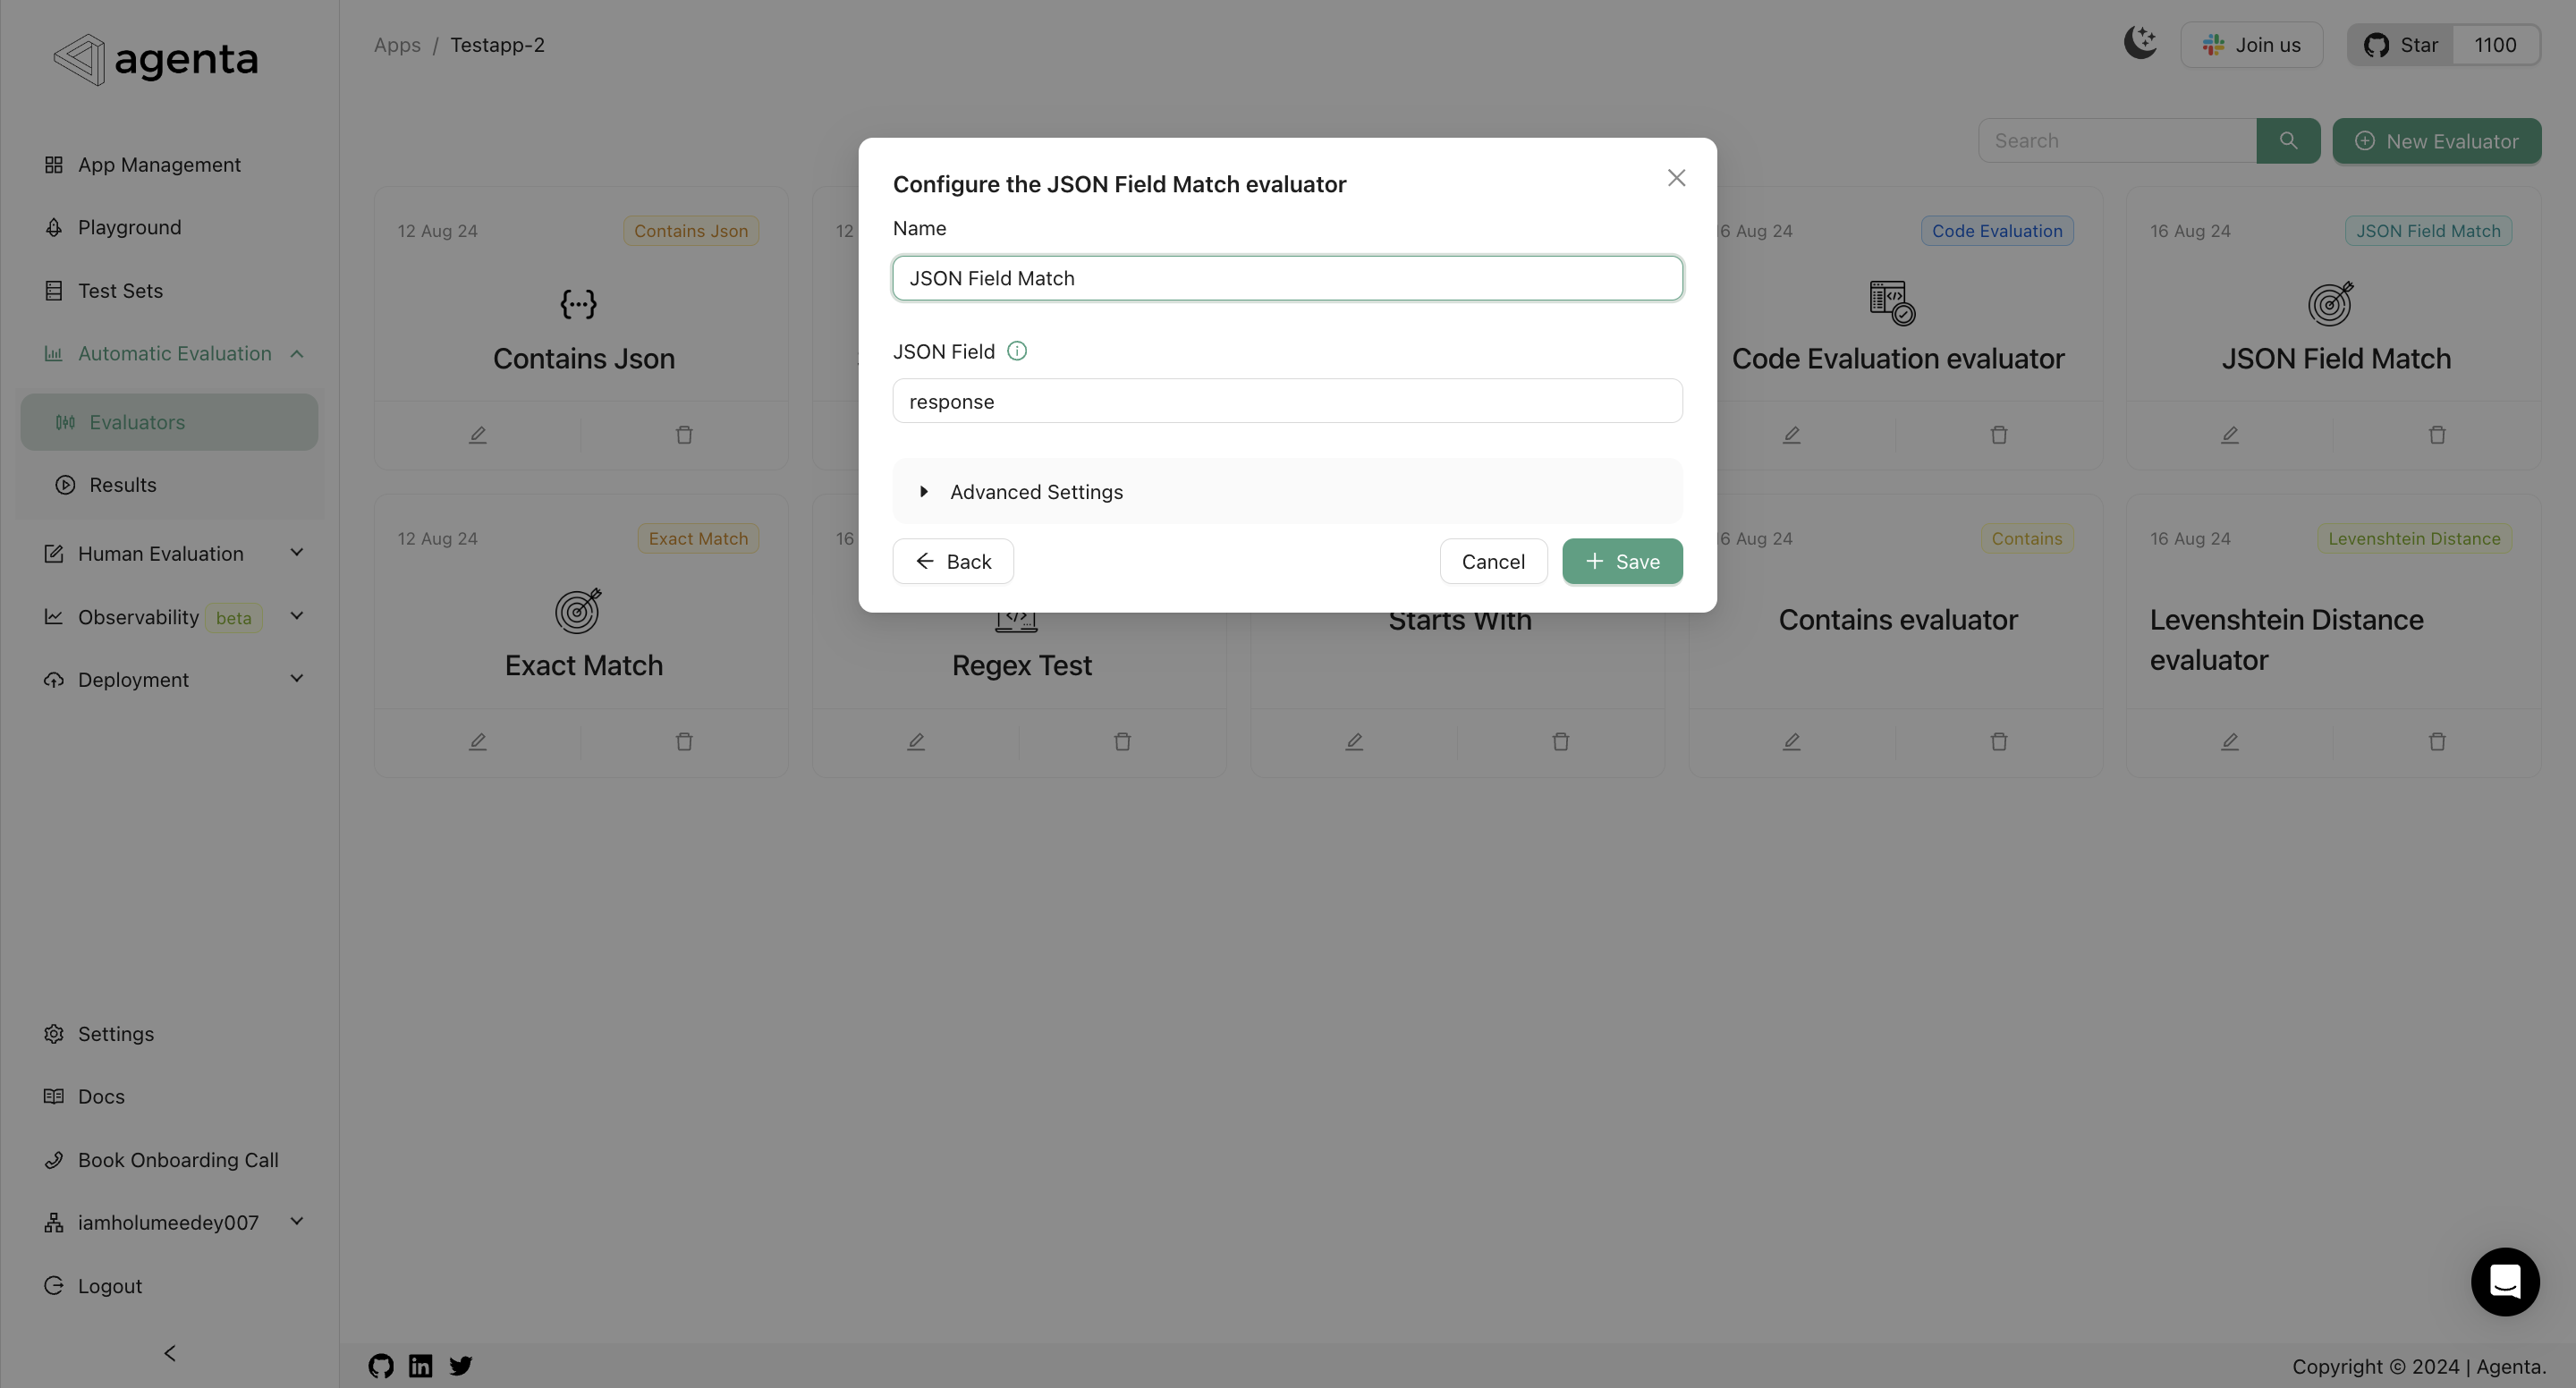 agenta
Apps / Testapp-2
Join us
Star 1100
App Management
Playground
Test Sets
Automatic Evaluation
Evaluators
Results
Human Evaluation
Observability beta
Deployment
Settings
Docs
Book Onboarding Call
iamholumeedey007
Logout
Search
New Evaluator
12 Aug 24 Contains Json
Contains Json
12
6 Aug 24 Code Evaluation
Code Evaluation evaluator
16 Aug 24 JSON Field Match
JSON Field Match
12 Aug 24 Exact Match
Exact Match
16
Regex Test
Starts With
6 Aug 24 Contains
Contains evaluator
16 Aug 24 Levenshtein Distance
Levenshtein Distance
evaluator
Configure the JSON Field Match evaluator
Name
JSON Field Match
JSON Field
response
Advanced Settings
Back
Cancel
Save
Copyright © 2024 | Agenta.